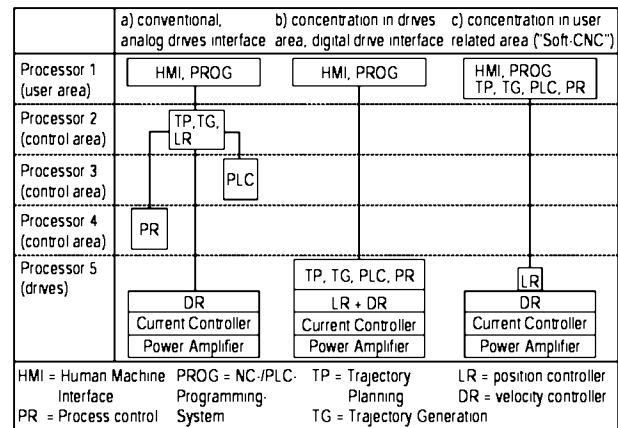 a) conventional, analog drives interface
b) concentration in drives area, digital drive interface
c) concentration in user related area ("Soft-CNC")
Processor 1 (user area)
HMI, PROG
HMI, PROG
HMI, PROG
TP, TG, PLC, PR
Processor 2 (control area)
TP, TG,
LR
Processor 3 (control area)
PLC
Processor 4 (control area)
PR
Processor 5 (drives)
TP, TG, PLC, PR
LR
DR
LR + DR
DR
Current Controller
Current Controller
Current Controller
Power Amplifier
Power Amplifier
Power Amplifier
HMI = Human Machine Interface
PROG = NC-/PLC-Programming-System
TP = Trajectory Planning
LR = position controller
DR = velocity controller
PR = Process control
TG = Trajectory Generation